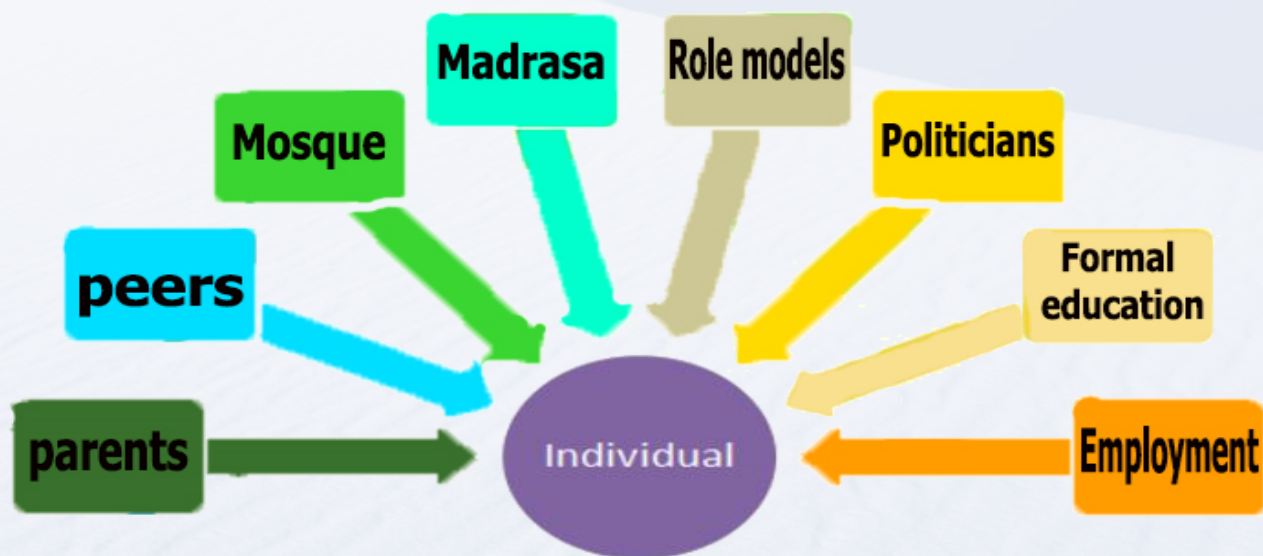 Madrasa
Role models
Mosque
Politicians
peers
Formal
education
parents
Individual
Employment